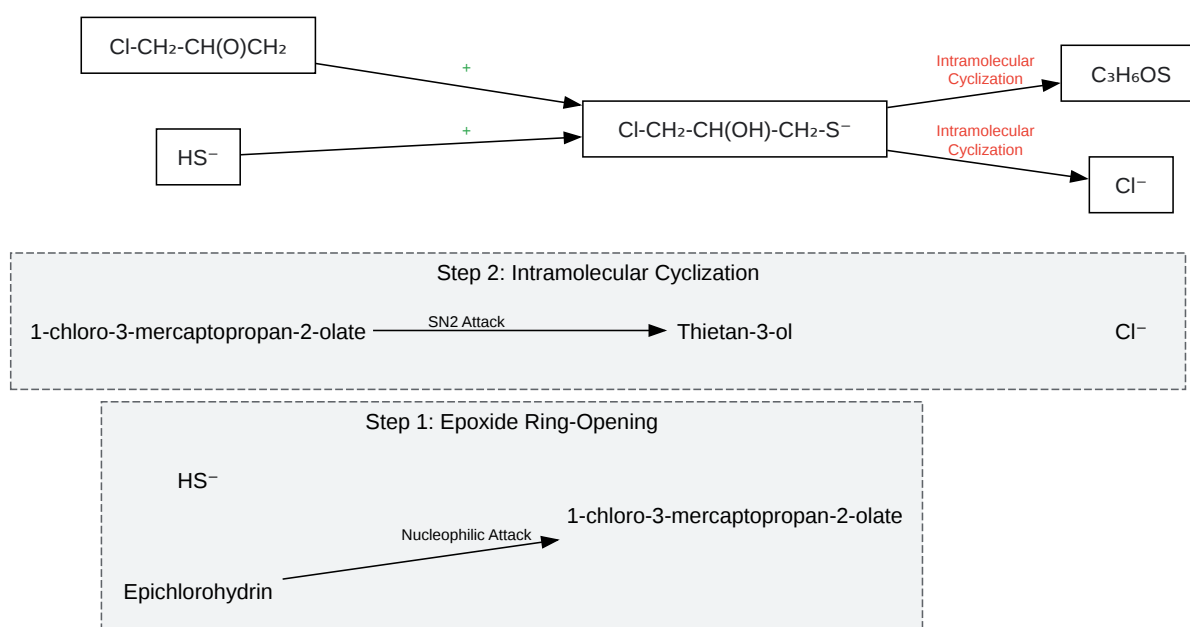 Cl-CH₂-CH(O)CH₂
+
HS⁻
+
Cl-CH₂-CH(OH)-CH₂-S⁻
Intramolecular
Cyclization
C₃H₆OS
Intramolecular
Cyclization
Cl⁻
Step 2: Intramolecular Cyclization
1-chloro-3-mercaptopropan-2-olate
SN2 Attack
Thietan-3-ol
Cl⁻
Step 1: Epoxide Ring-Opening
HS⁻
1-chloro-3-mercaptopropan-2-olate
Nucleophilic Attack
Epichlorohydrin